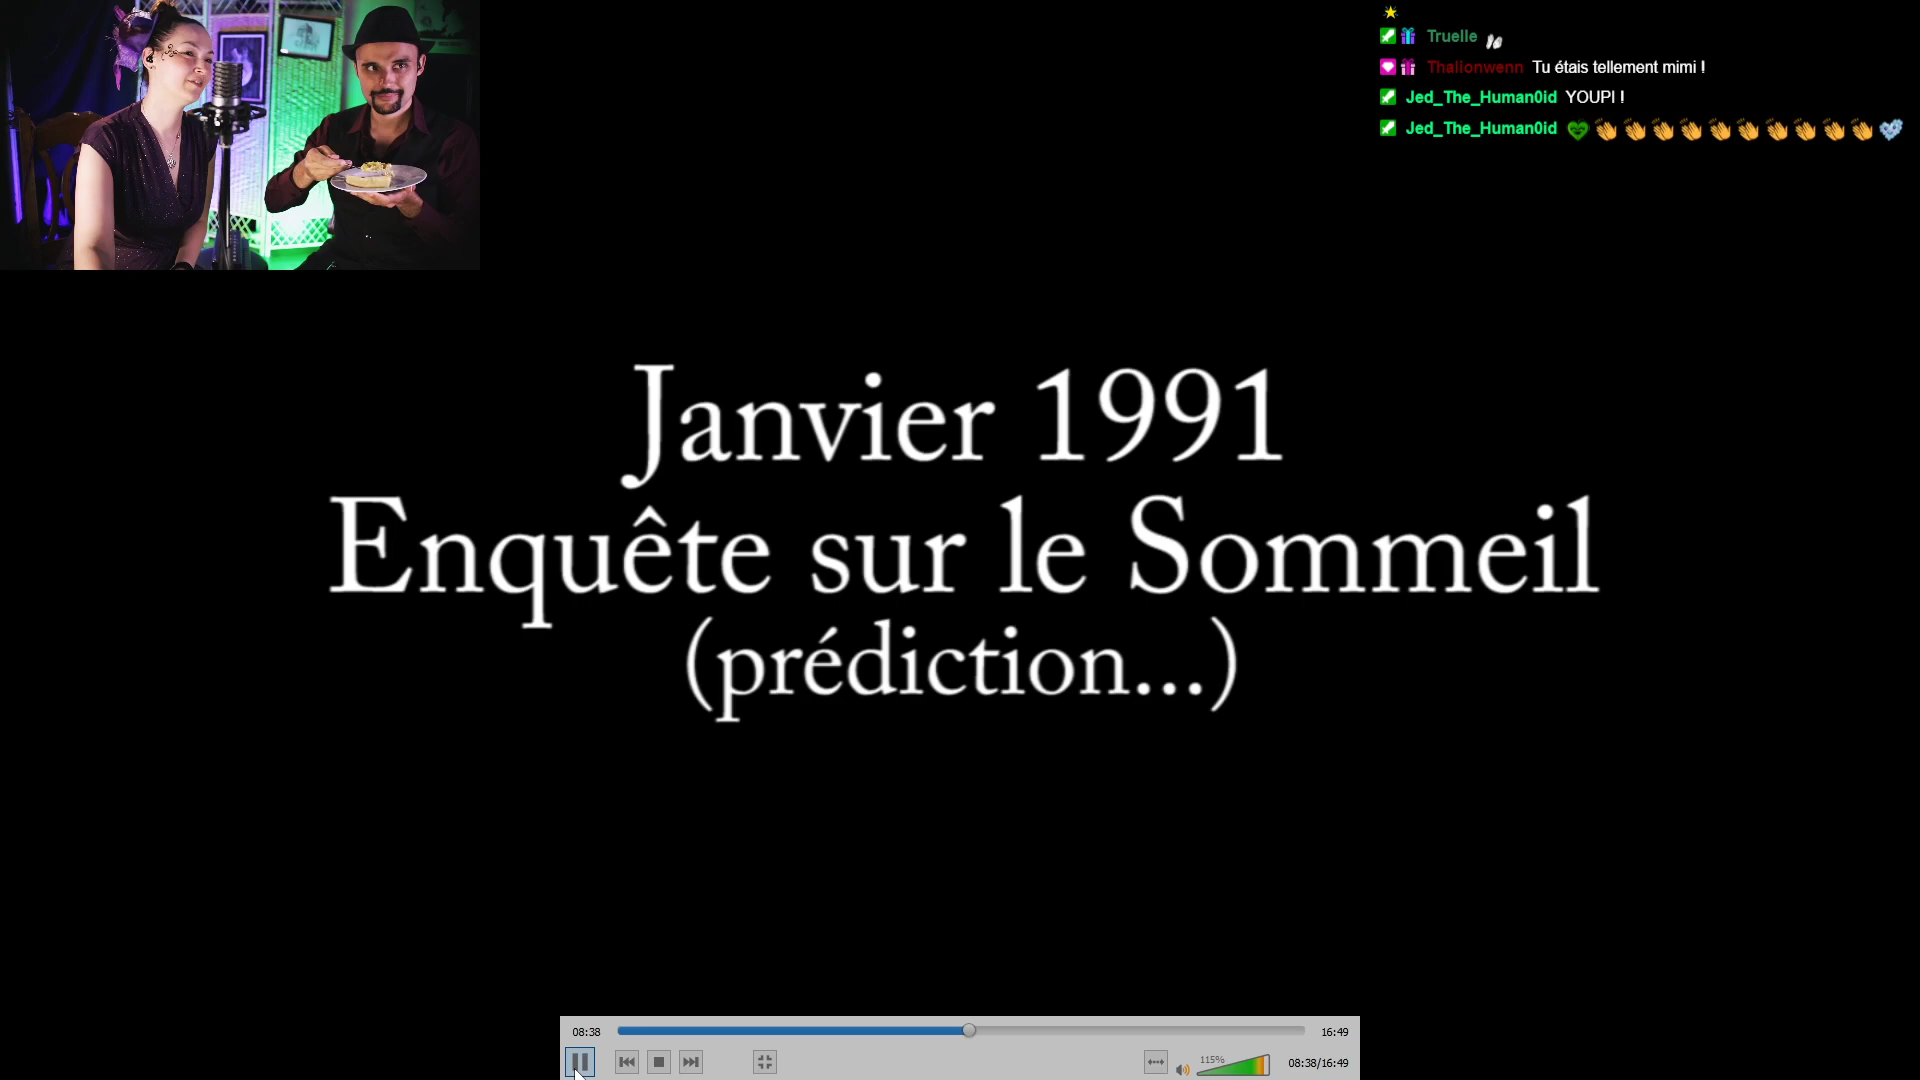 Truelle
Thalionwenn Tu étais tellement mimi !
Jed_The_Human0id YOUPI !
Jed_The_Human0id
Janvier 1991
Enquête sur le Sommeil
(prédiction...)
08:38 16:49
115% 08:38/16:49